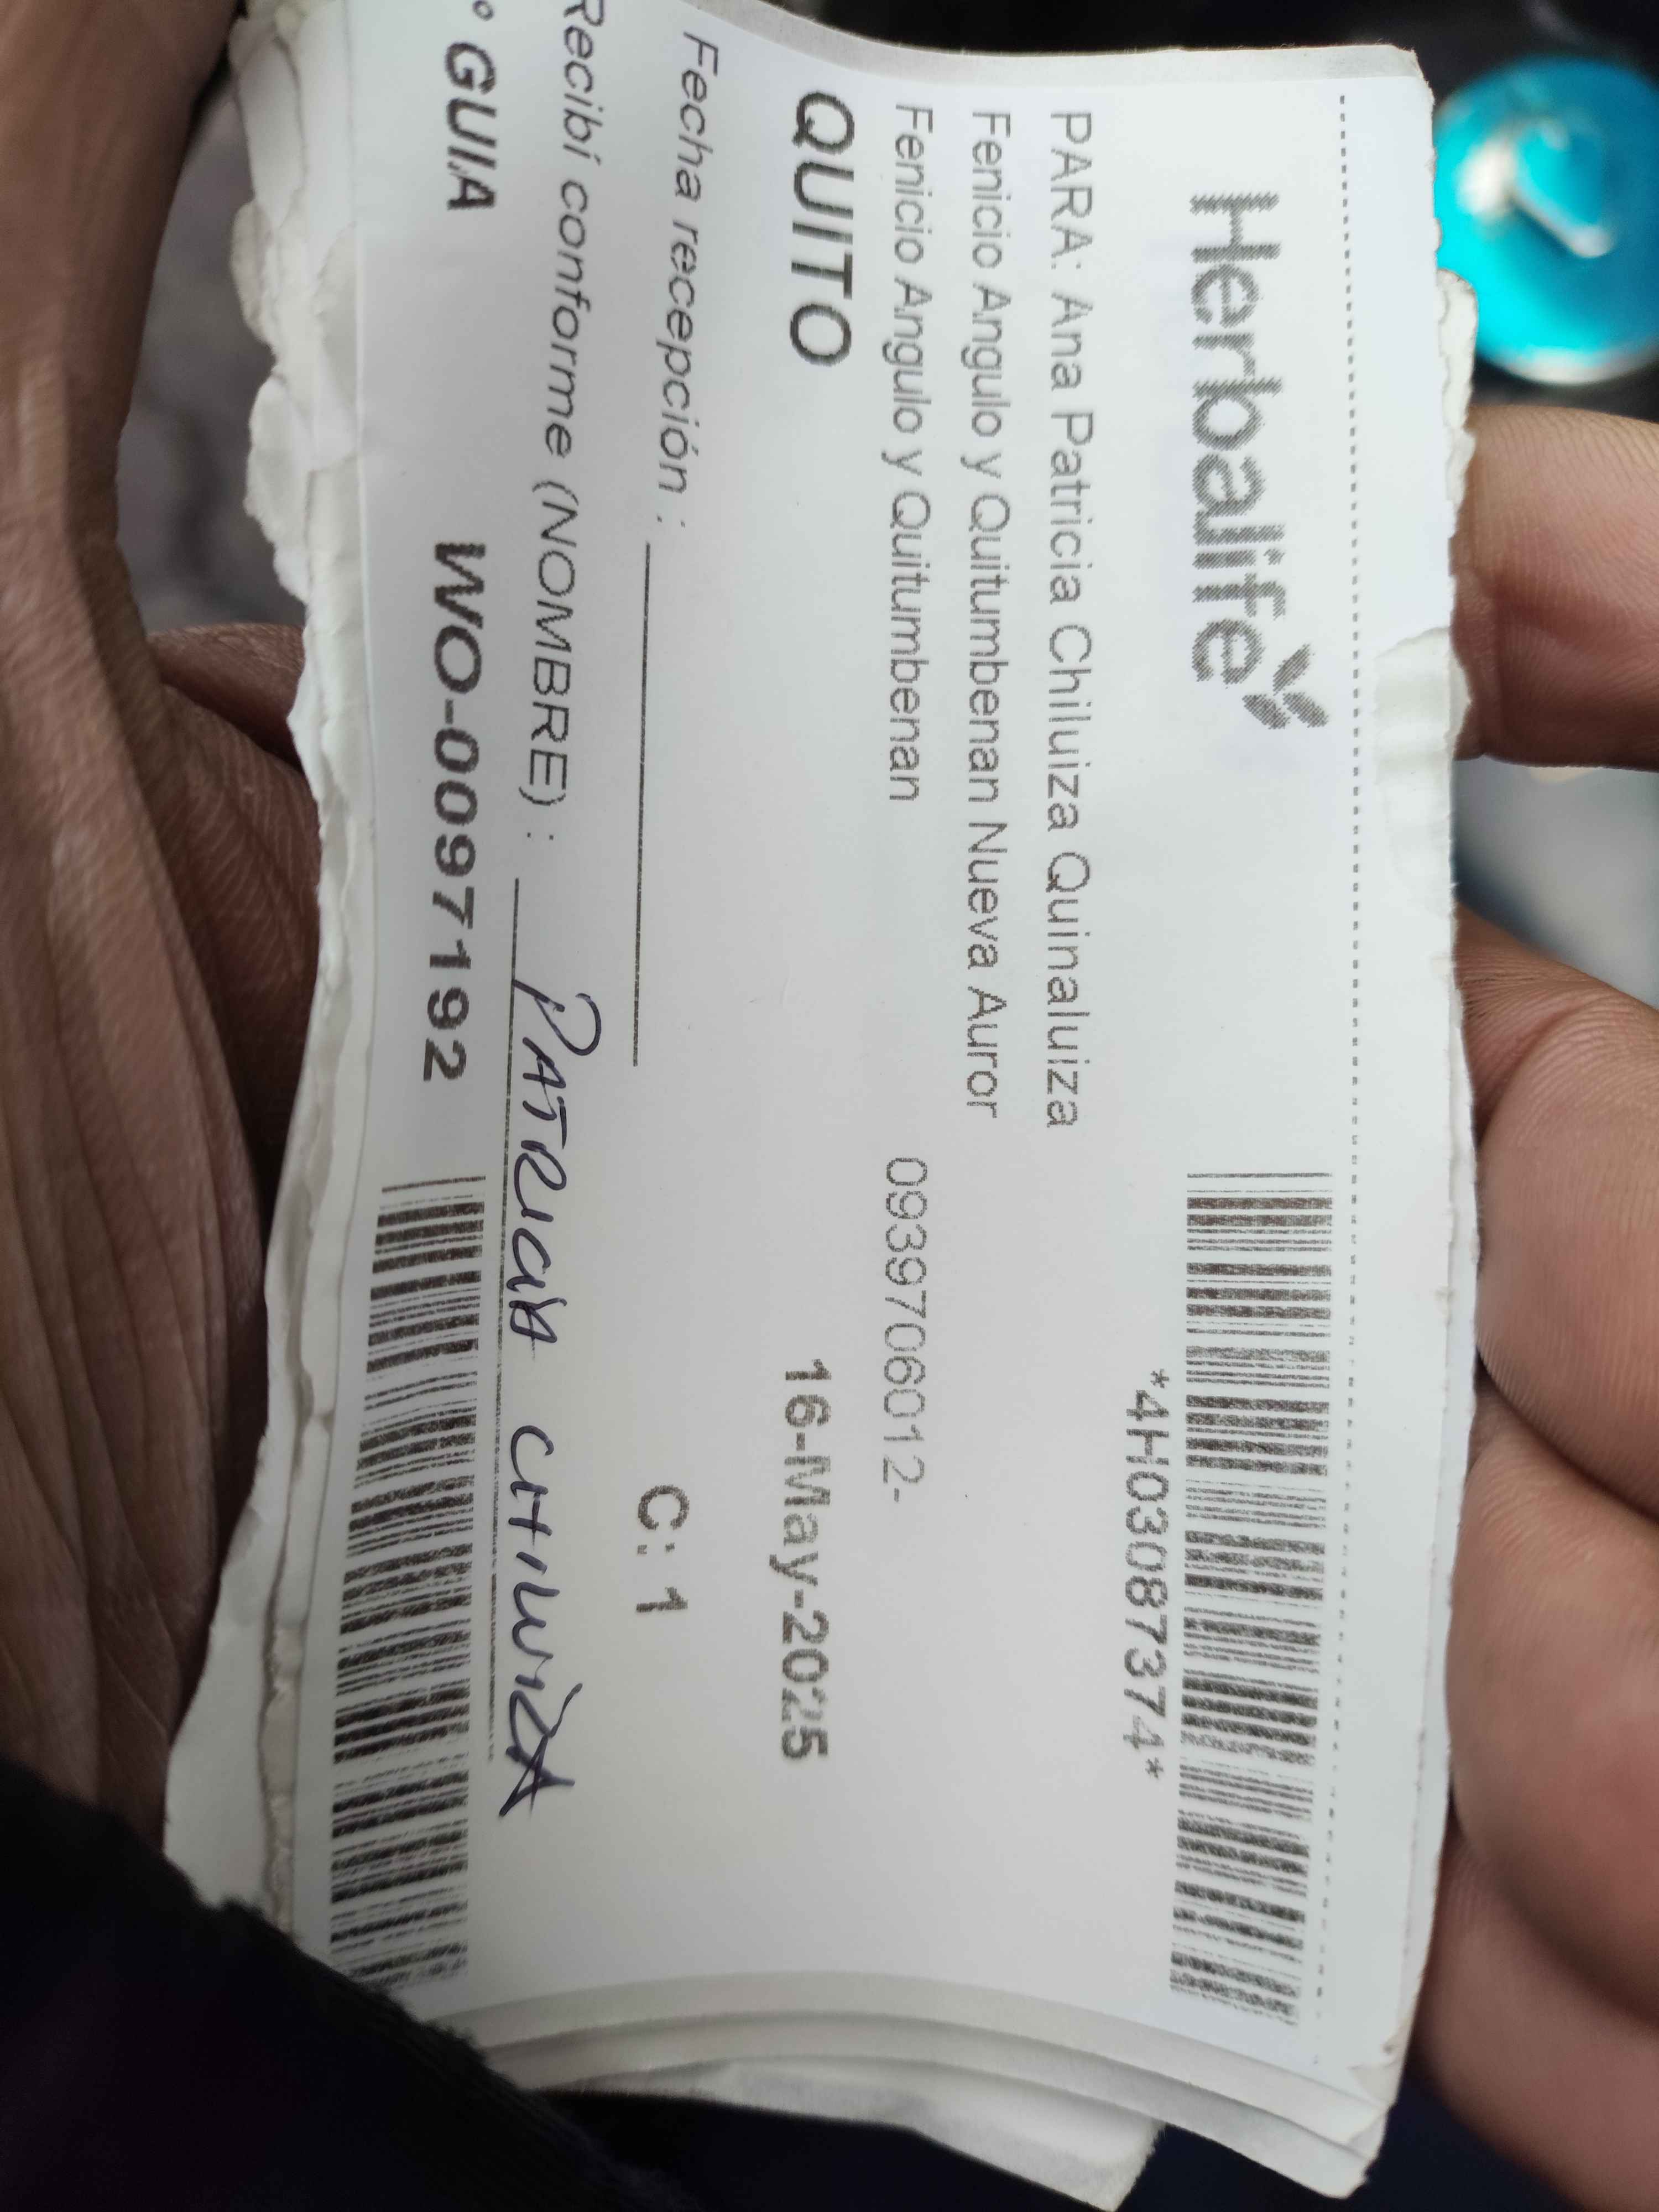 Herbalife
*4H03087374*
PARA: Ana Patricia Chiluiza Quinaluiza
Fenicio Angulo y Quitumbenan Nueva Auror
Fenicio Angulo y Quitumbenan 0939706012-
QUITO 16-May-2025
Fecha recepción : C: 1
Recibí conforme (NOMBRE) : PATRICIA CHILUIZA
° GUIA WO-0097192